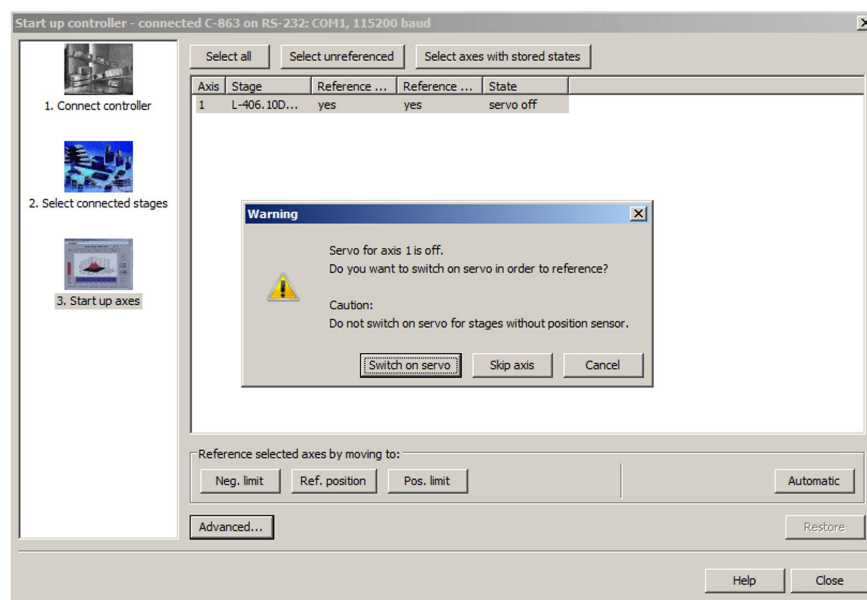 Start up controller - connected C-863 on RS-232: COM1, 115200 baud
1. Connect controller
2. Select connected stages
3. Start up axes
Select all
Select unreferenced
Select axes with stored states
Axis Stage Reference ... Reference ... State
1 L-406.10D... yes yes servo off
Warning
Servo for axis 1 is off.
Do you want to switch on servo in order to reference?
Caution:
Do not switch on servo for stages without position sensor.
Switch on servo
Skip axis
Cancel
Reference selected axes by moving to:
Neg. limit
Ref. position
Pos. limit
Automatic
Advanced...
Restore
Help
Close